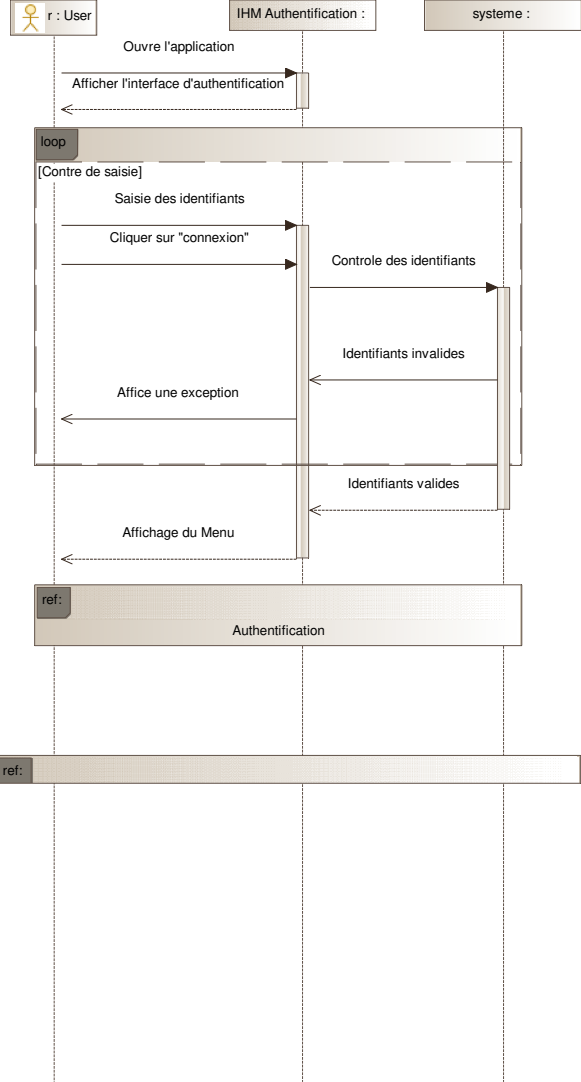 r : User
IHM Authentification :
systeme :
Ouvre l'application
Afficher l'interface d'authentification
loop
[Contre de saisie]
Saisie des identifiants
Cliquer sur "connexion"
Controle des identifiants
Identifiants invalides
Affice une exception
Identifiants valides
Affichage du Menu
ref:
Authentification
ref: